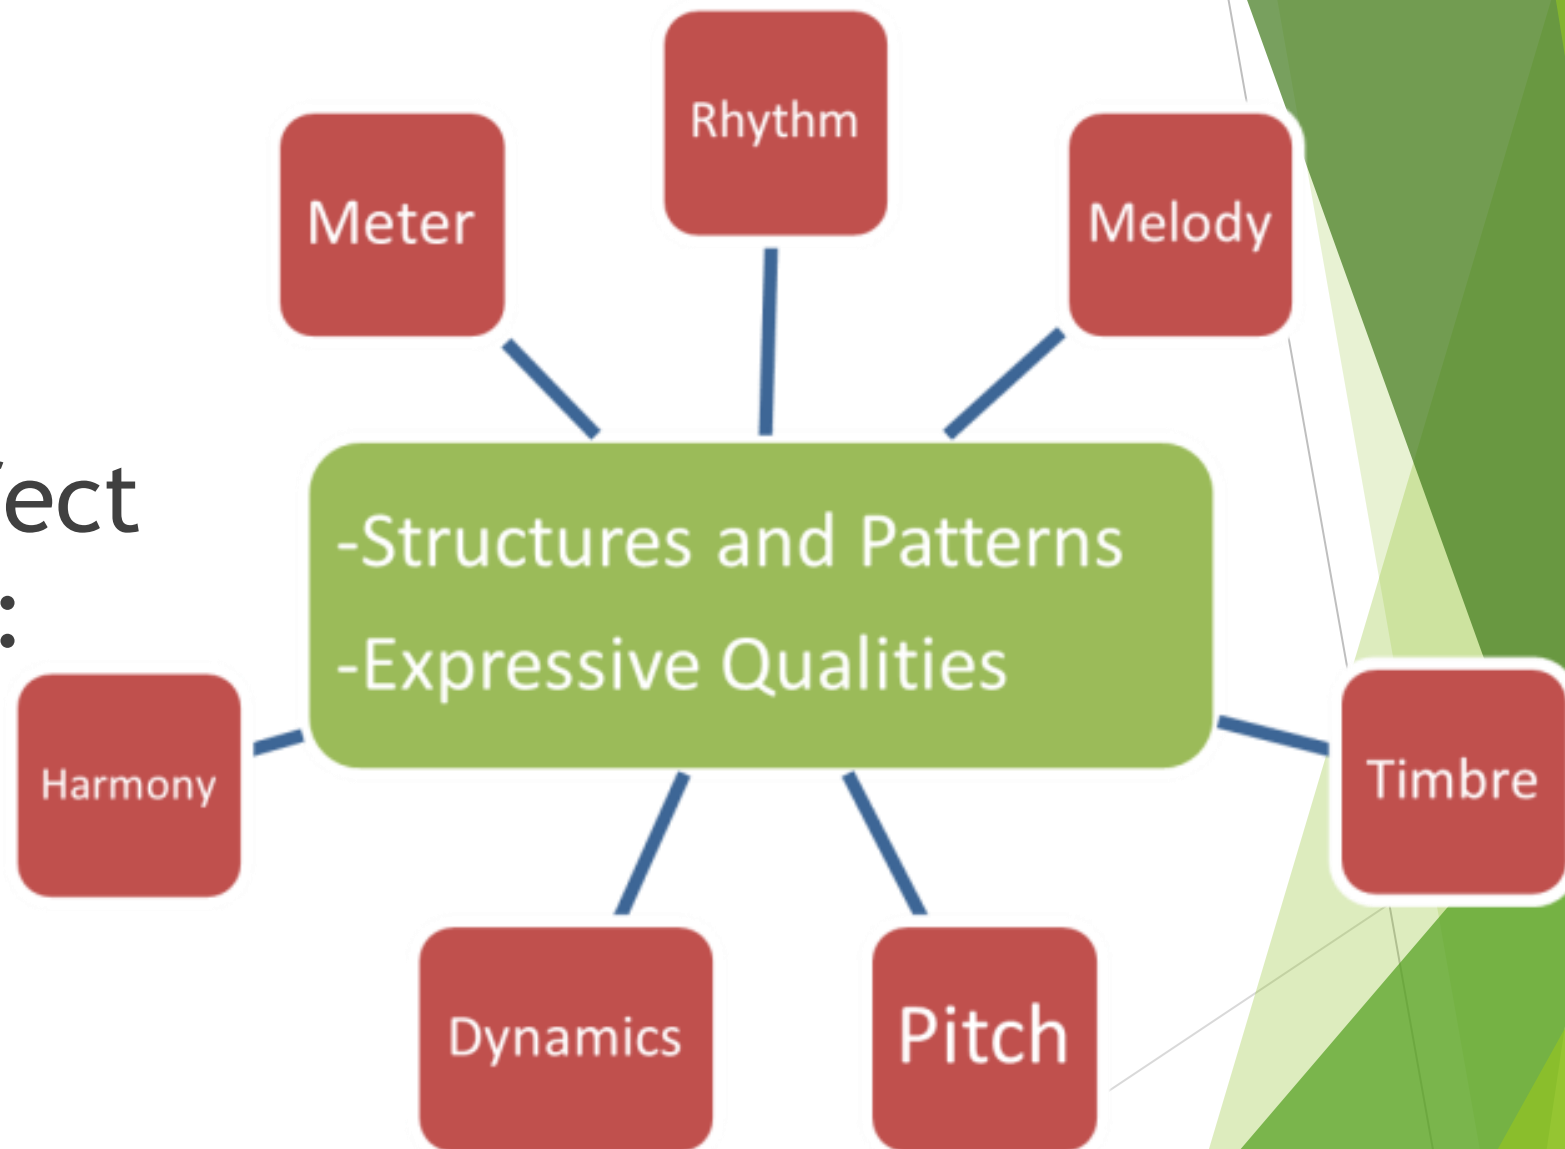 Rhythm
Meter
Melody
-Structures and Patterns
-Expressive Qualities
:
Harmony
Timbre
Dynamics
Pitch